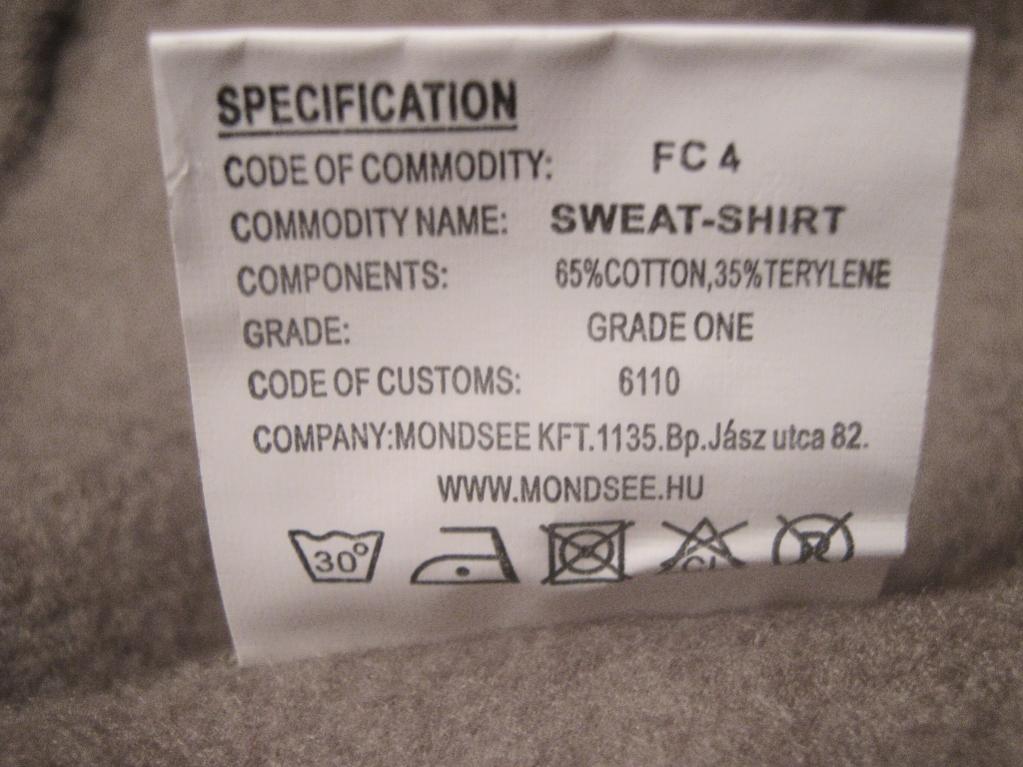 SPECIFICATION
CODE OF COMMODITY: FC 4
COMMODITY NAME: SWEAT-SHIRT
COMPONENTS: 65%COTTON,35%TERYLENE
GRADE: GRADE ONE
CODE OF CUSTOMS: 6110
COMPANY:MONDSEE KFT.1135.Bp.Jász utca 82.
WWW.MONDSEE.HU
30° CL